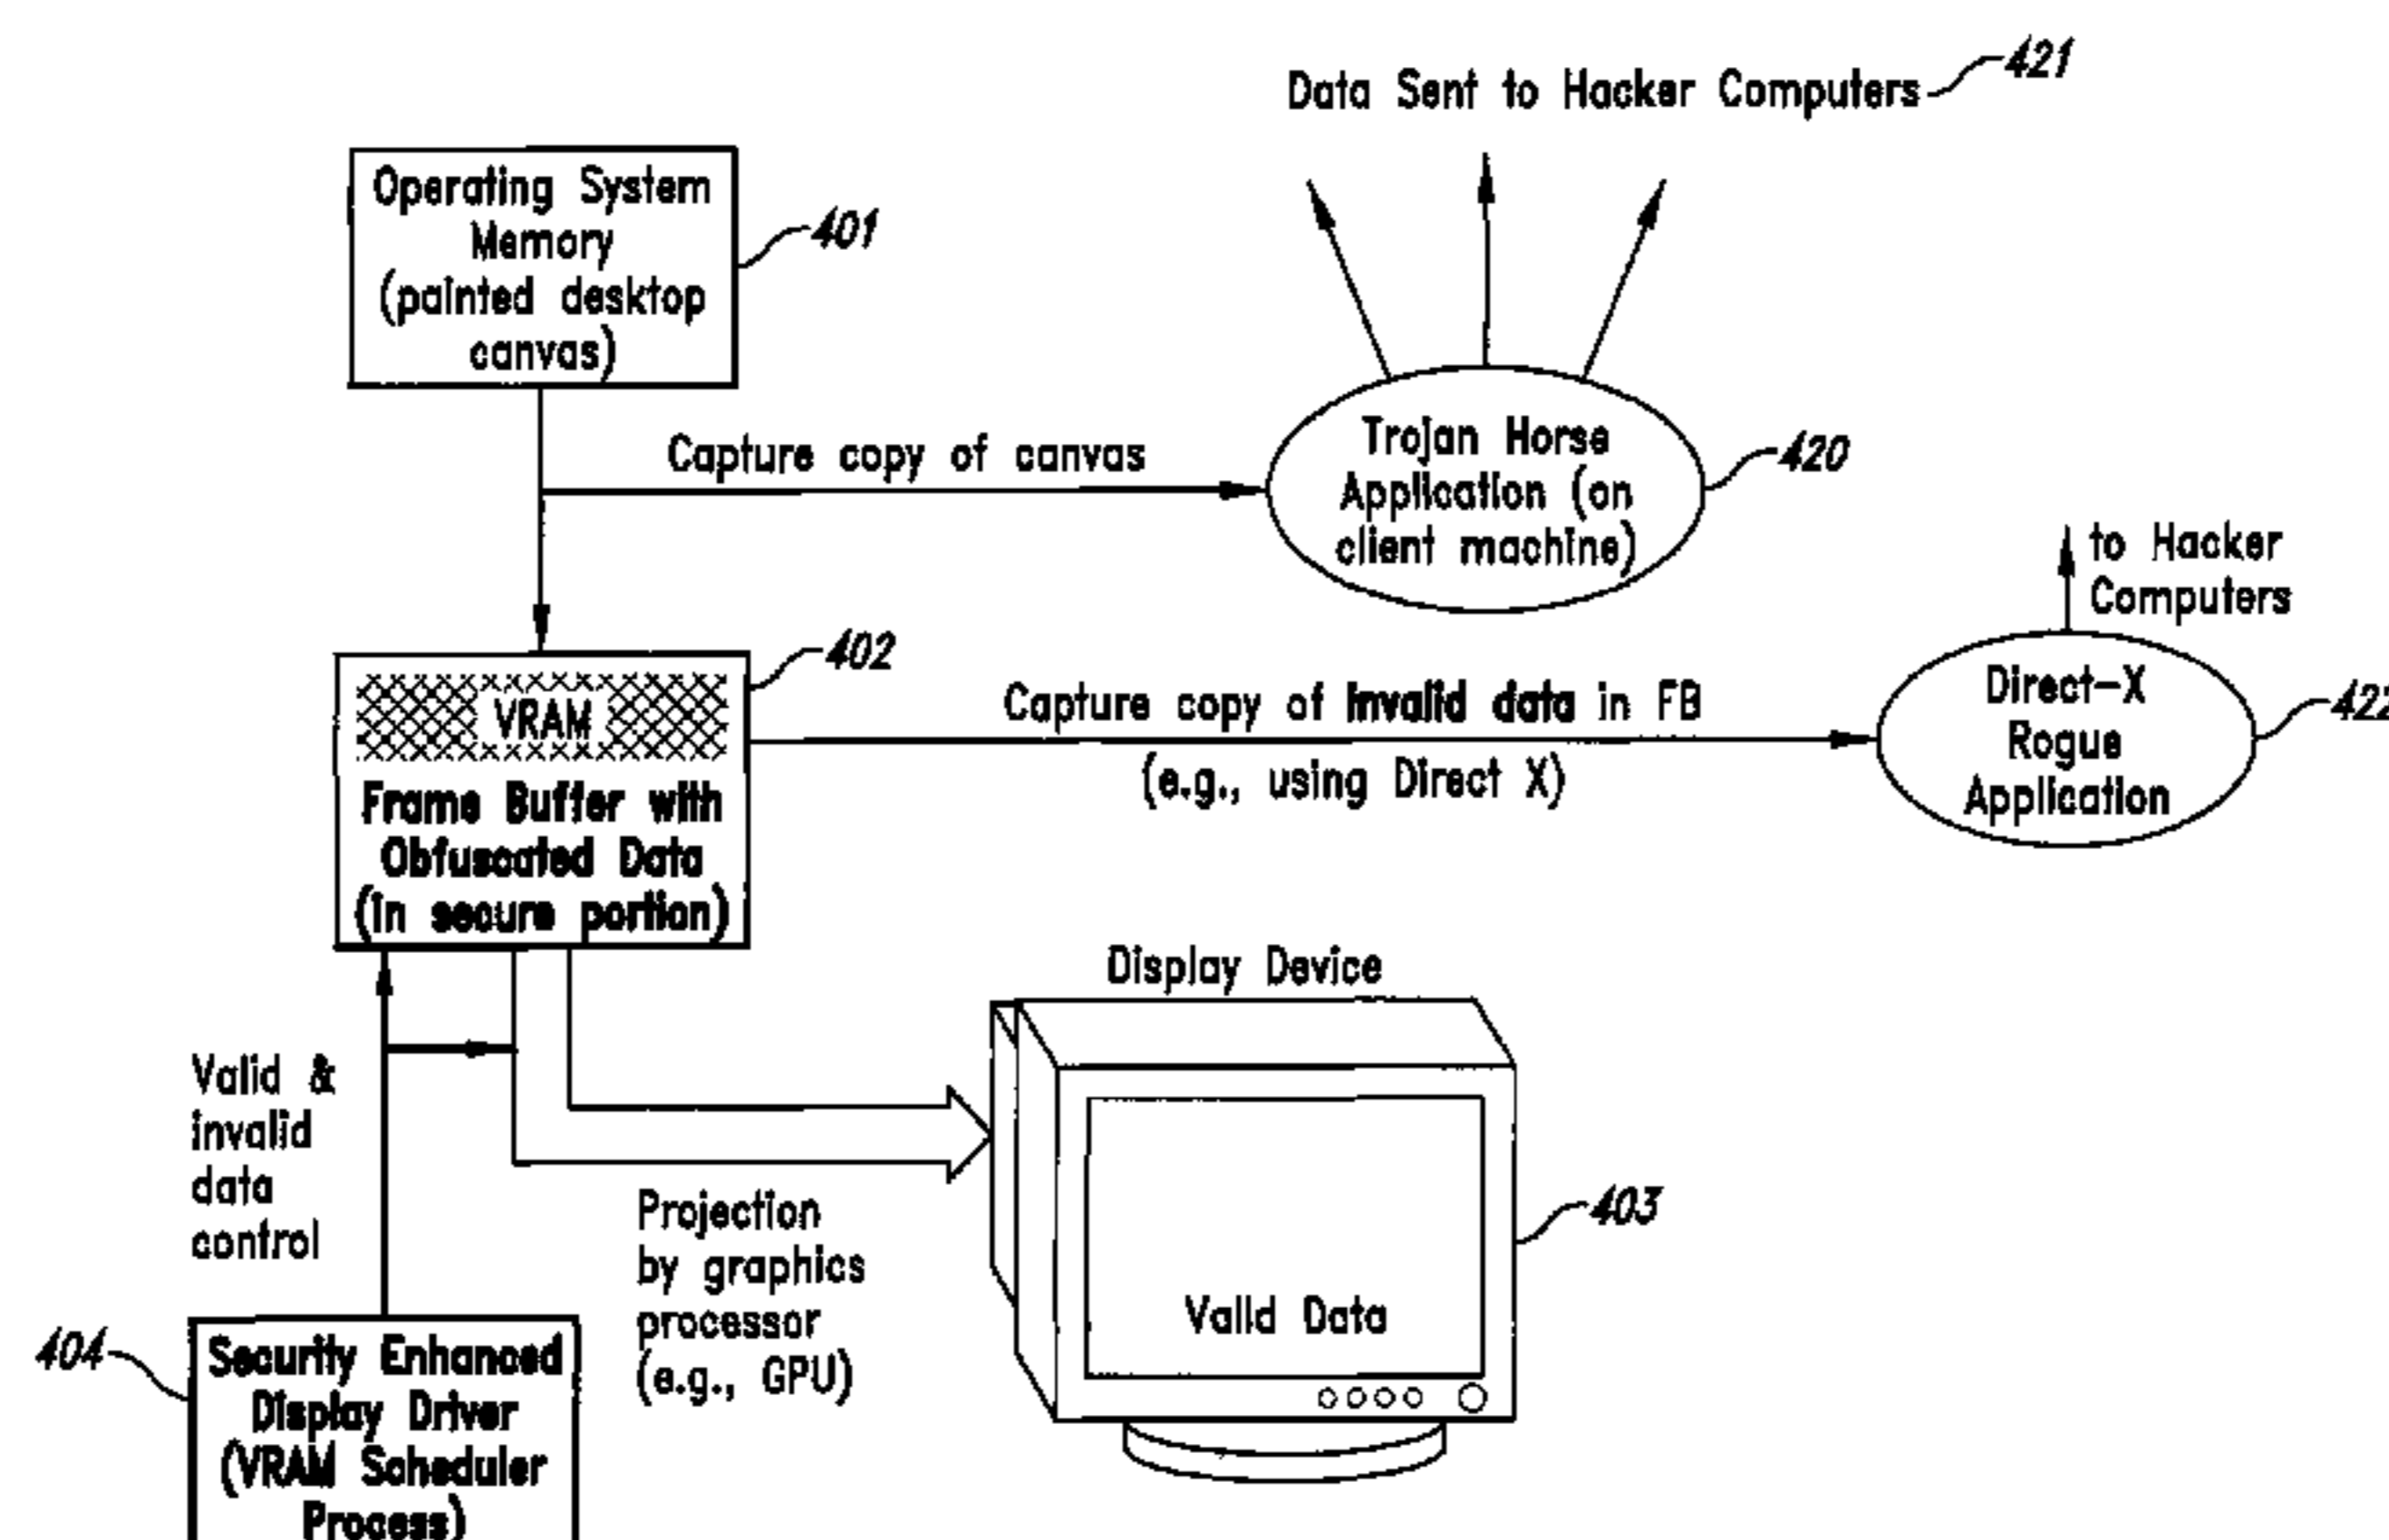 Data Sent to Hacker Computers
421
Operating System
Memory
(painted desktop
canvas)
401
Capture copy of canvas
Trojan Horse
Application (on
client machine)
420
to Hacker
Computers
VRAM
Frame Buffer with
Obfuscated Data
(in secure portion)
402
Capture copy of invalid data in FB
(e.g., using Direct X)
Direct-X
Rogue
Application
422
Display Device
Valid &
invalid
data
control
Projection
by graphics
processor
(e.g., GPU)
Valid Data
403
404
Security Enhanced
Display Driver
(VRAM Scheduler
Process)